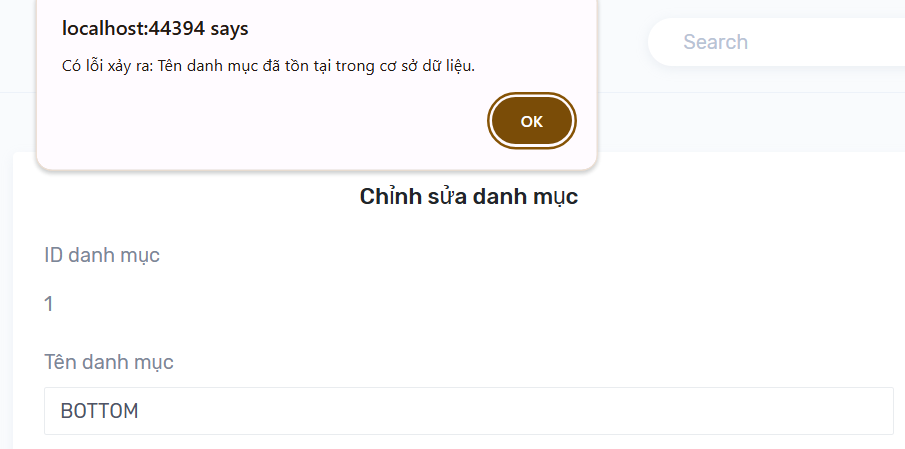 localhost:44394 says
Có lỗi xảy ra: Tên danh mục đã tồn tại trong cơ sở dữ liệu.
OK
Search
Chỉnh sửa danh mục
ID danh mục
1
Tên danh mục
BOTTOM